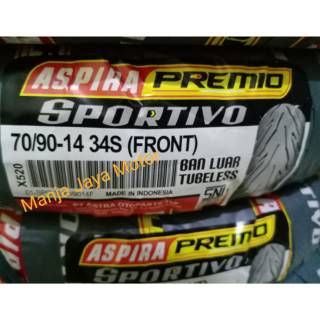 ASPIRA PREMIO
SPORTIVO
70/90-14 34S (FRONT)
BAN LUAR
TUBELESS
X520
SNI
MADE IN INDONESIA
Manja Jaya Motor
ASPIRA PREMIO
SPORTIVO